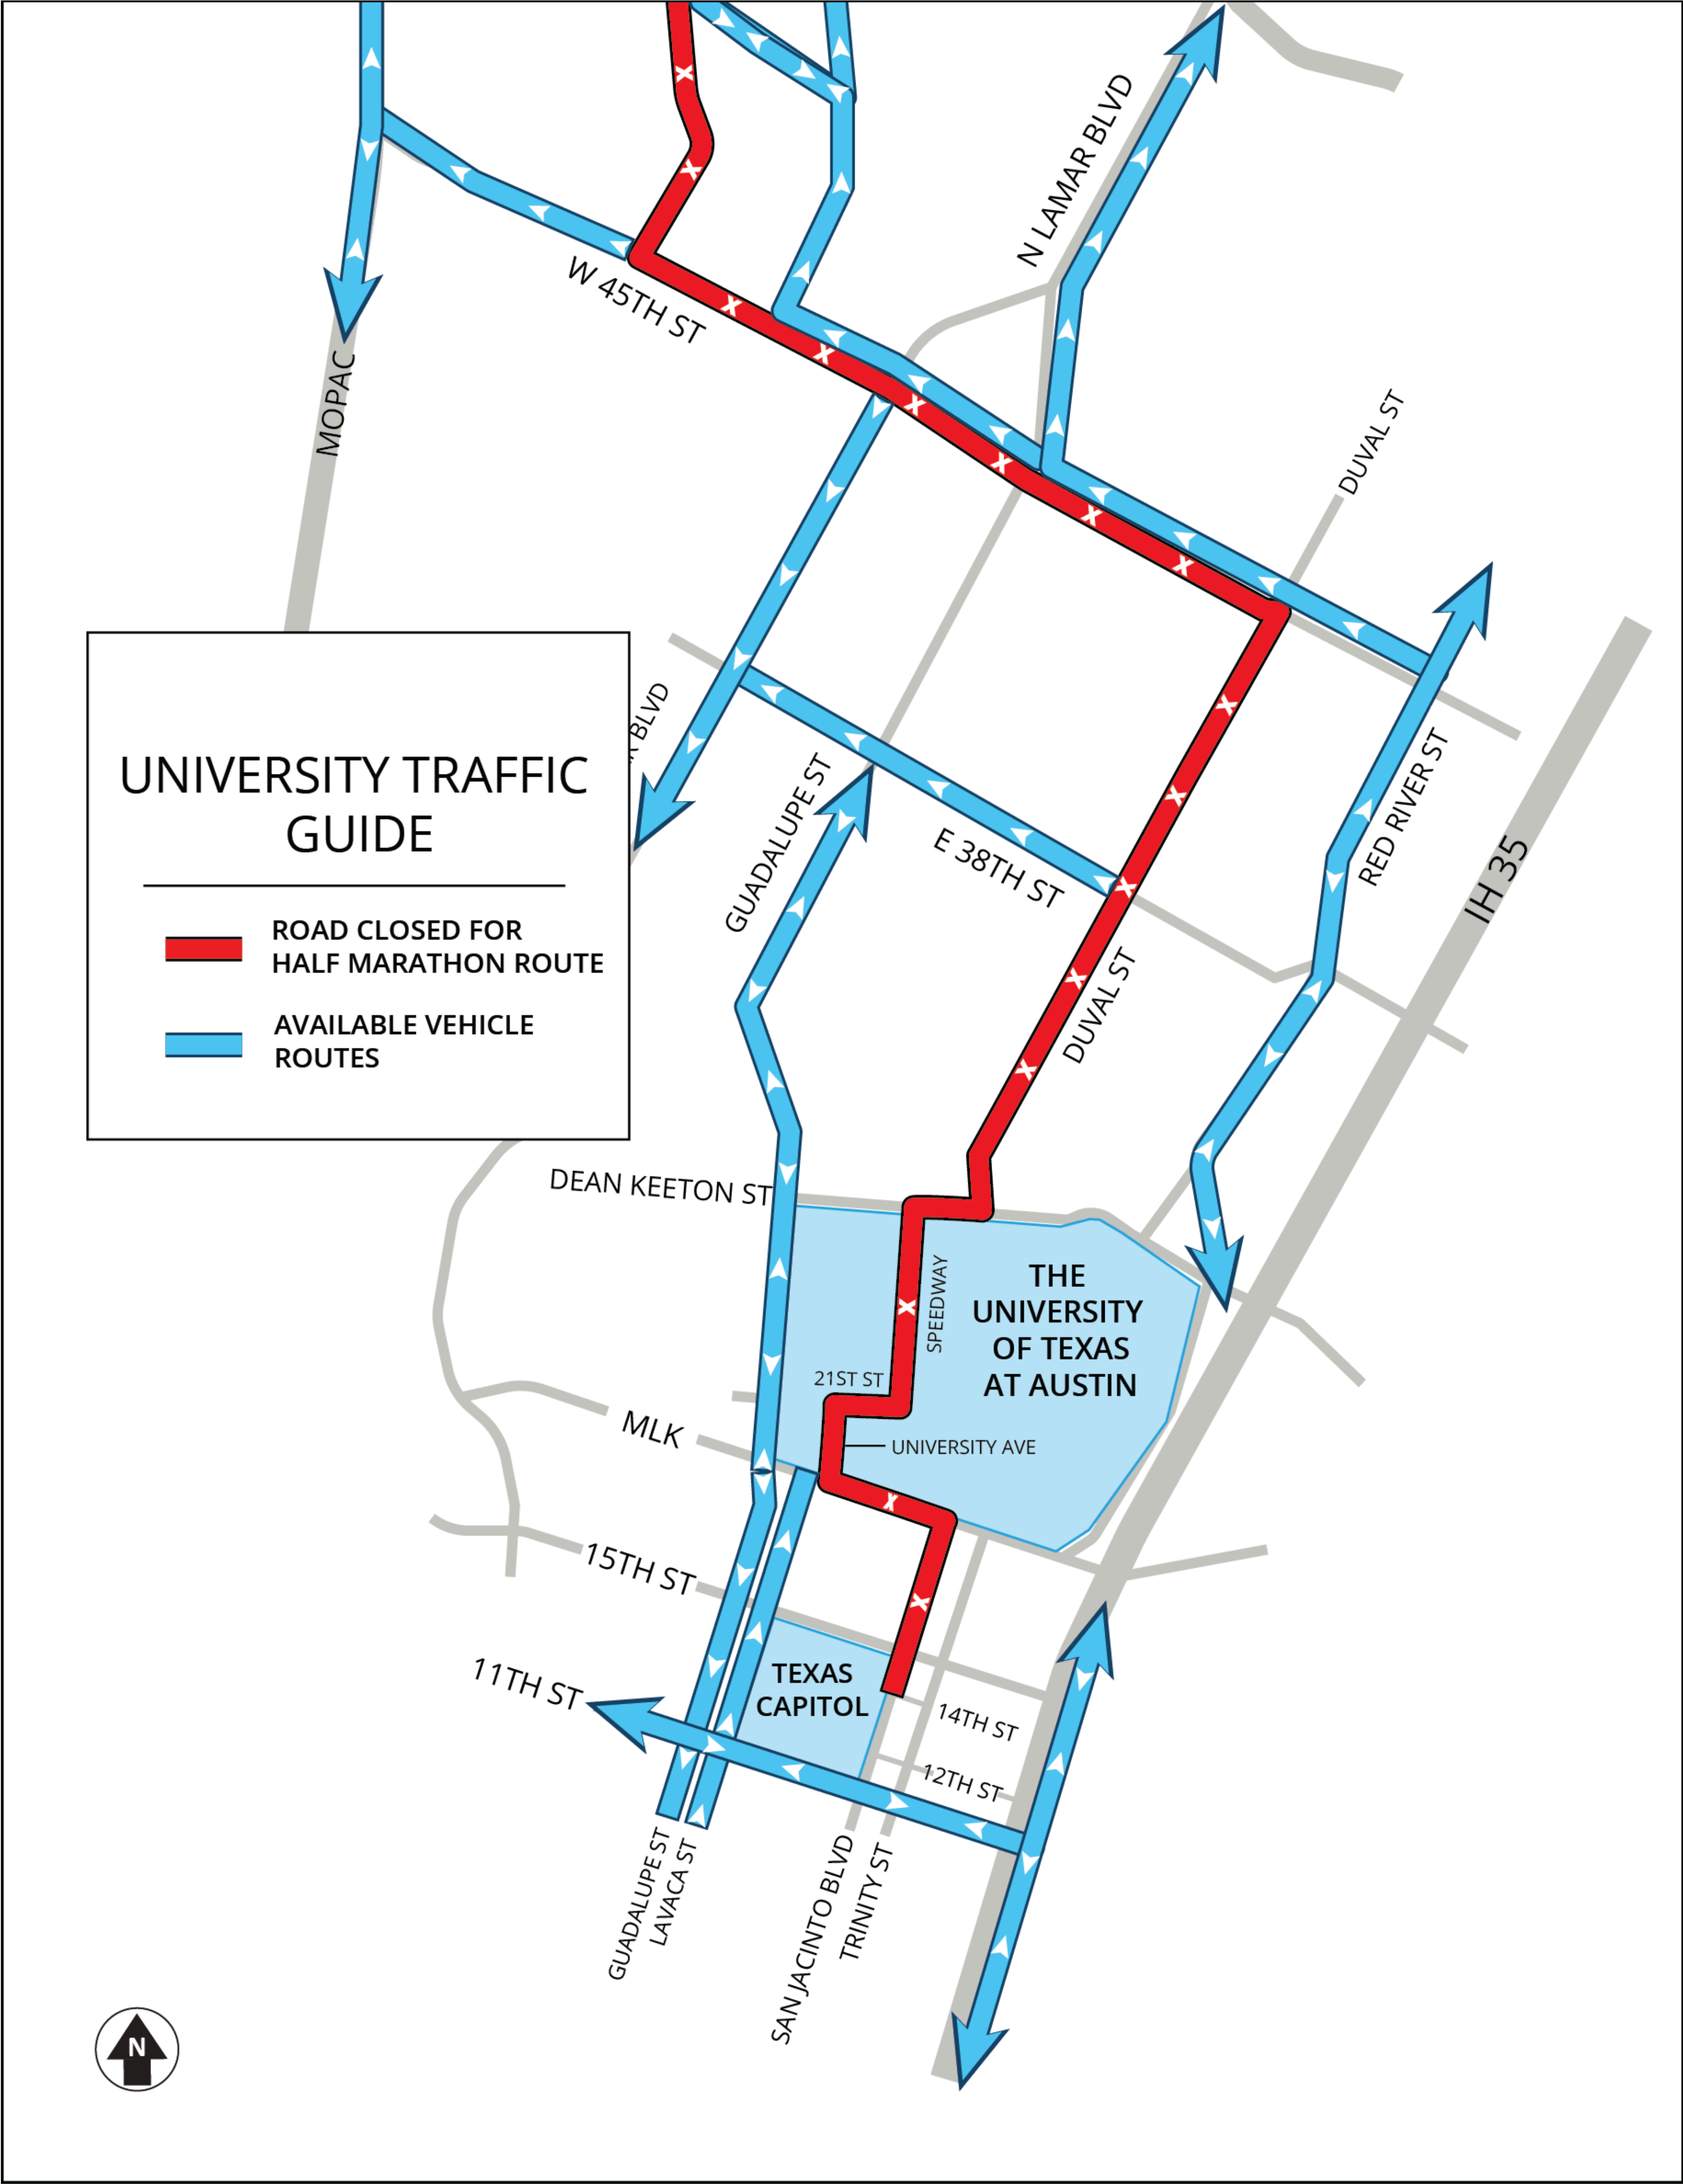 N LAMAR BLVD
W 45TH ST
MOPAC
DUVAL ST
BLVD
UNIVERSITY TRAFFIC
GUIDE
ROAD CLOSED FOR
HALF MARATHON ROUTE
AVAILABLE VEHICLE
ROUTES
GUADALUPE ST
E 38TH ST
RED RIVER ST
IH 35
DUVAL ST
DEAN KEETON ST
SPEEDWAY
THE
UNIVERSITY
OF TEXAS
AT AUSTIN
21ST ST
MLK
UNIVERSITY AVE
15TH ST
11TH ST
TEXAS
CAPITOL
14TH ST
12TH ST
GUADALUPE ST
LAVACA ST
SAN JACINTO BLVD
TRINITY ST
N